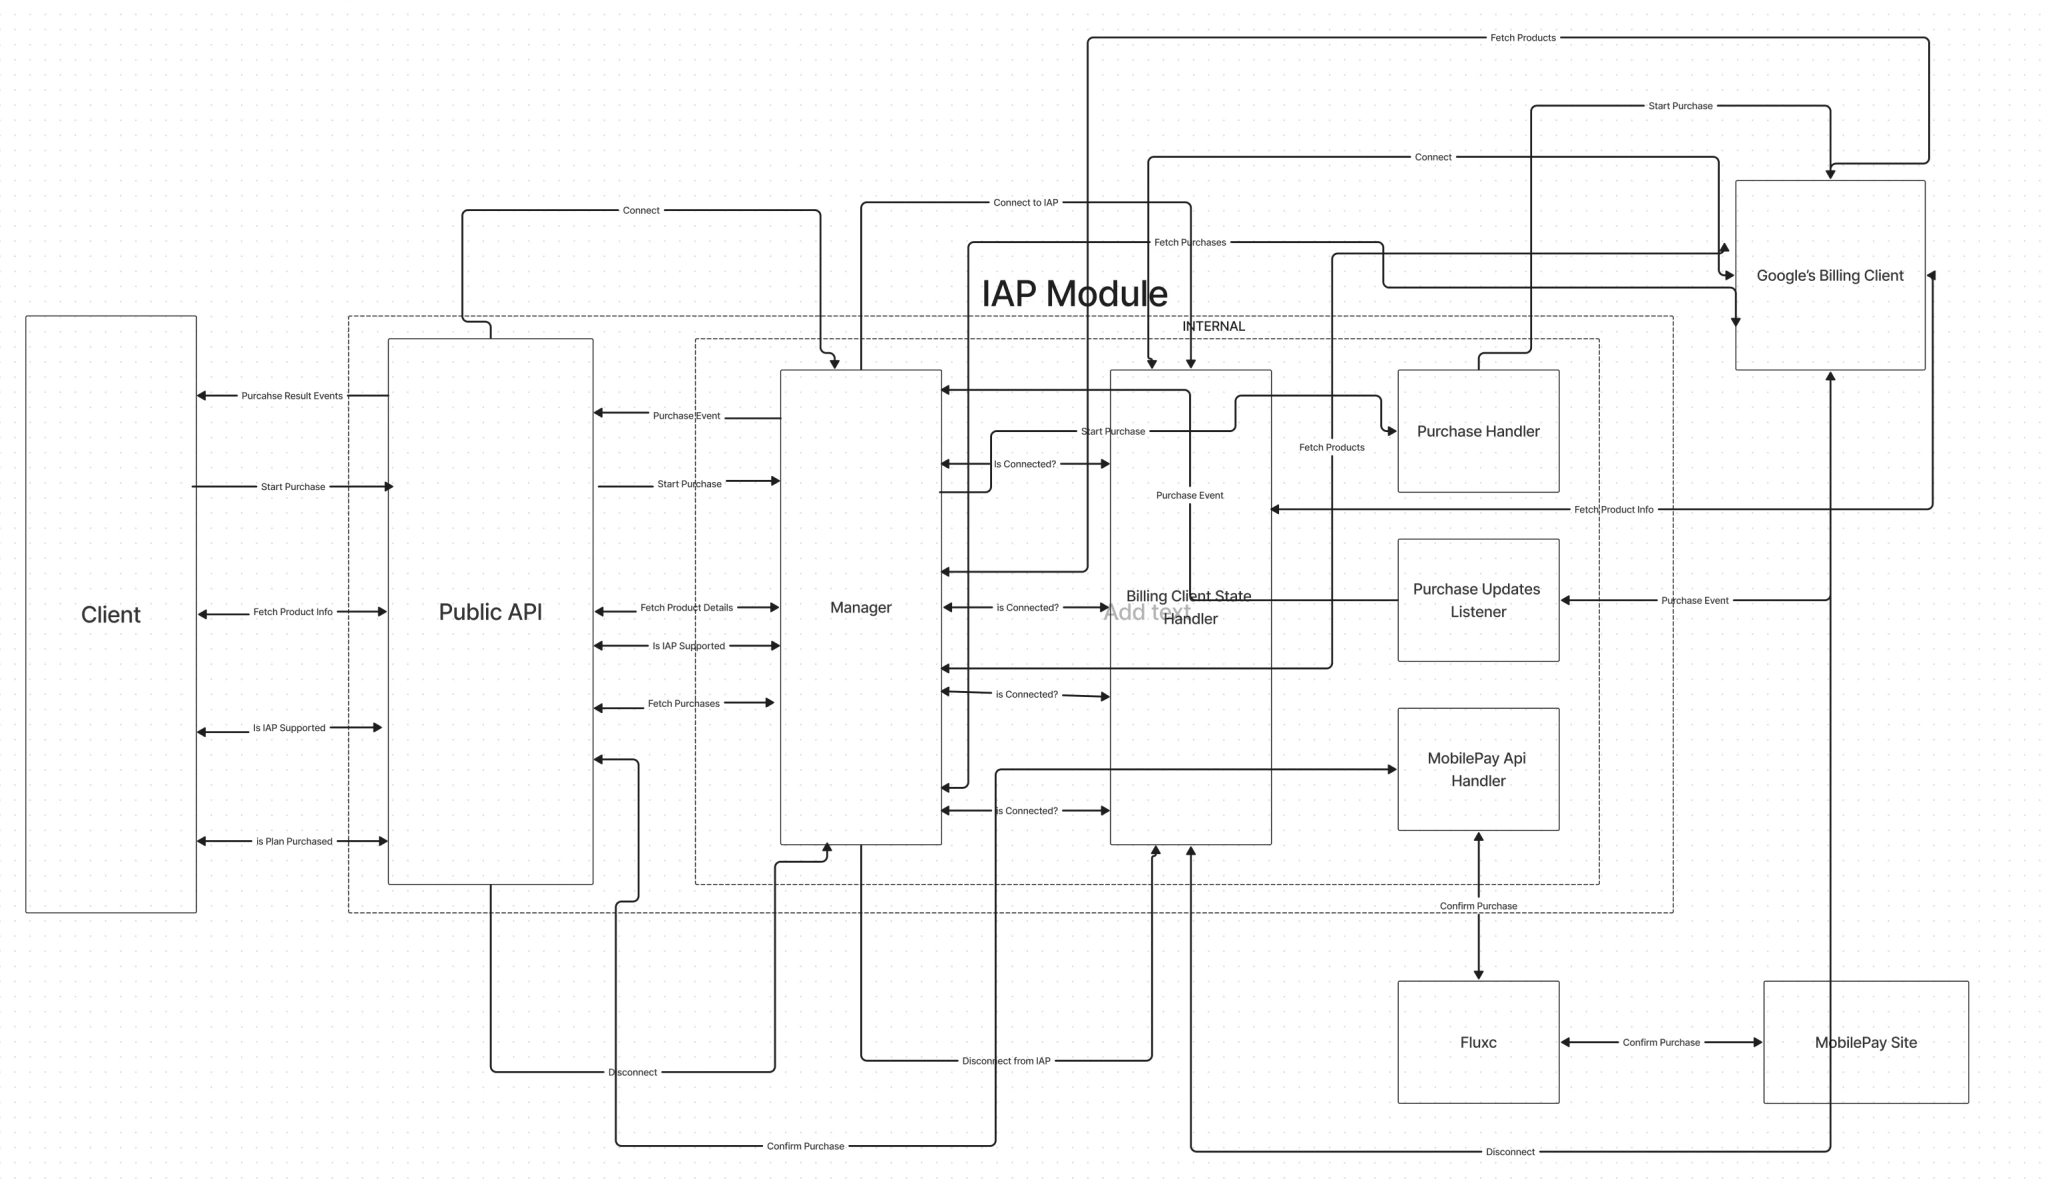 Fetch Products
Start Purchase
Connect
Connect to IAP
Connect
Fetch Purchases
Google's Billing Client
IAP Module
INTERNAL
Purcahse Result Events
Purchase Event
Start Purchase
Purchase Handler
Fetch Products
Is Connected?
Start Purchase
Start Purchase
Purchase Event
Fetch Product Info
Client
Fetch Product Info
Public API
Fetch Product Details
Manager
is Connected?
Billing Client State
Handler
Add text
Purchase Updates
Listener
Purchase Event
Is IAP Supported
Fetch Purchases
is Connected?
Is IAP Supported
MobilePay Api
Handler
is Connected?
is Plan Purchased
Confirm Purchase
Fluxc
Confirm Purchase
MobilePay Site
Disconnect from IAP
Disconnect
Confirm Purchase
Disconnect